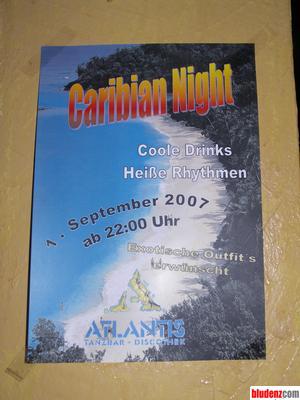 Caribian Night
Coole Drinks
Heiße Rhythmen
1. September 2007
ab 22:00 Uhr
Exotische Outfit´s
erwünscht
ATLANTIS
TANZBAR - DISCOTHEK
bludenz.com